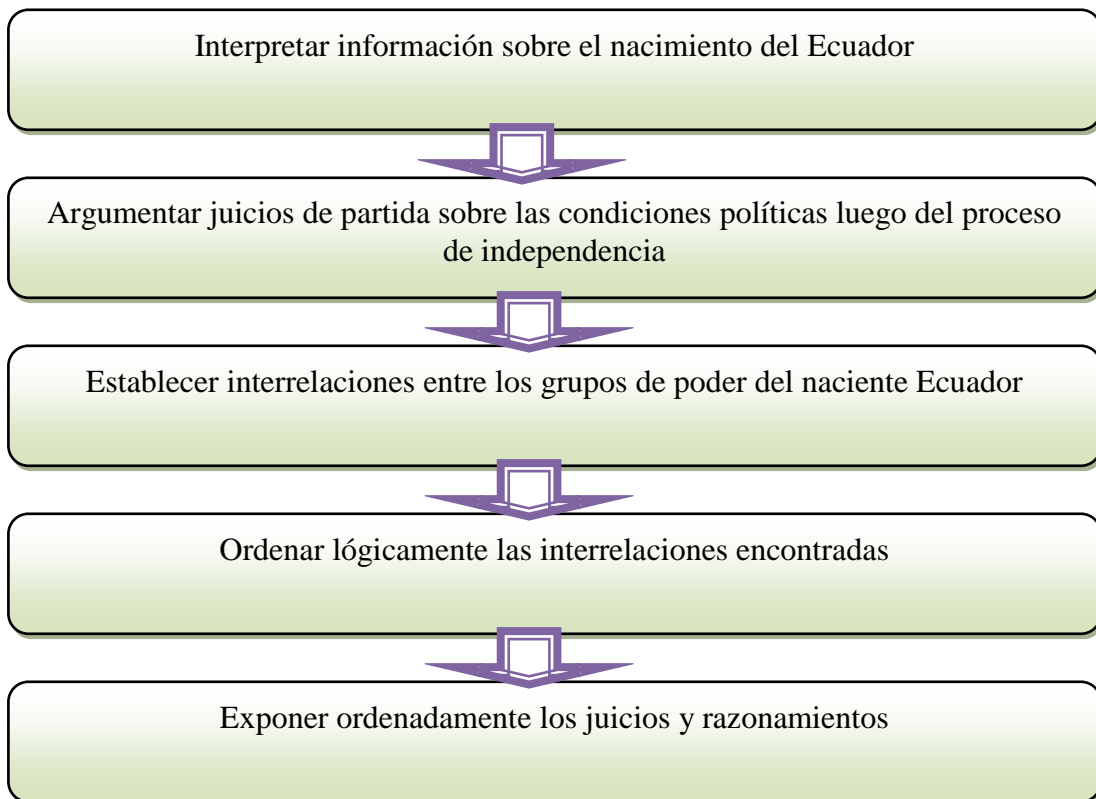 Interpretar información sobre el nacimiento del Ecuador
Argumentar juicios de partida sobre las condiciones políticas luego del proceso
de independencia
Establecer interrelaciones entre los grupos de poder del naciente Ecuador
Ordenar lógicamente las interrelaciones encontradas
Exponer ordenadamente los juicios y razonamientos